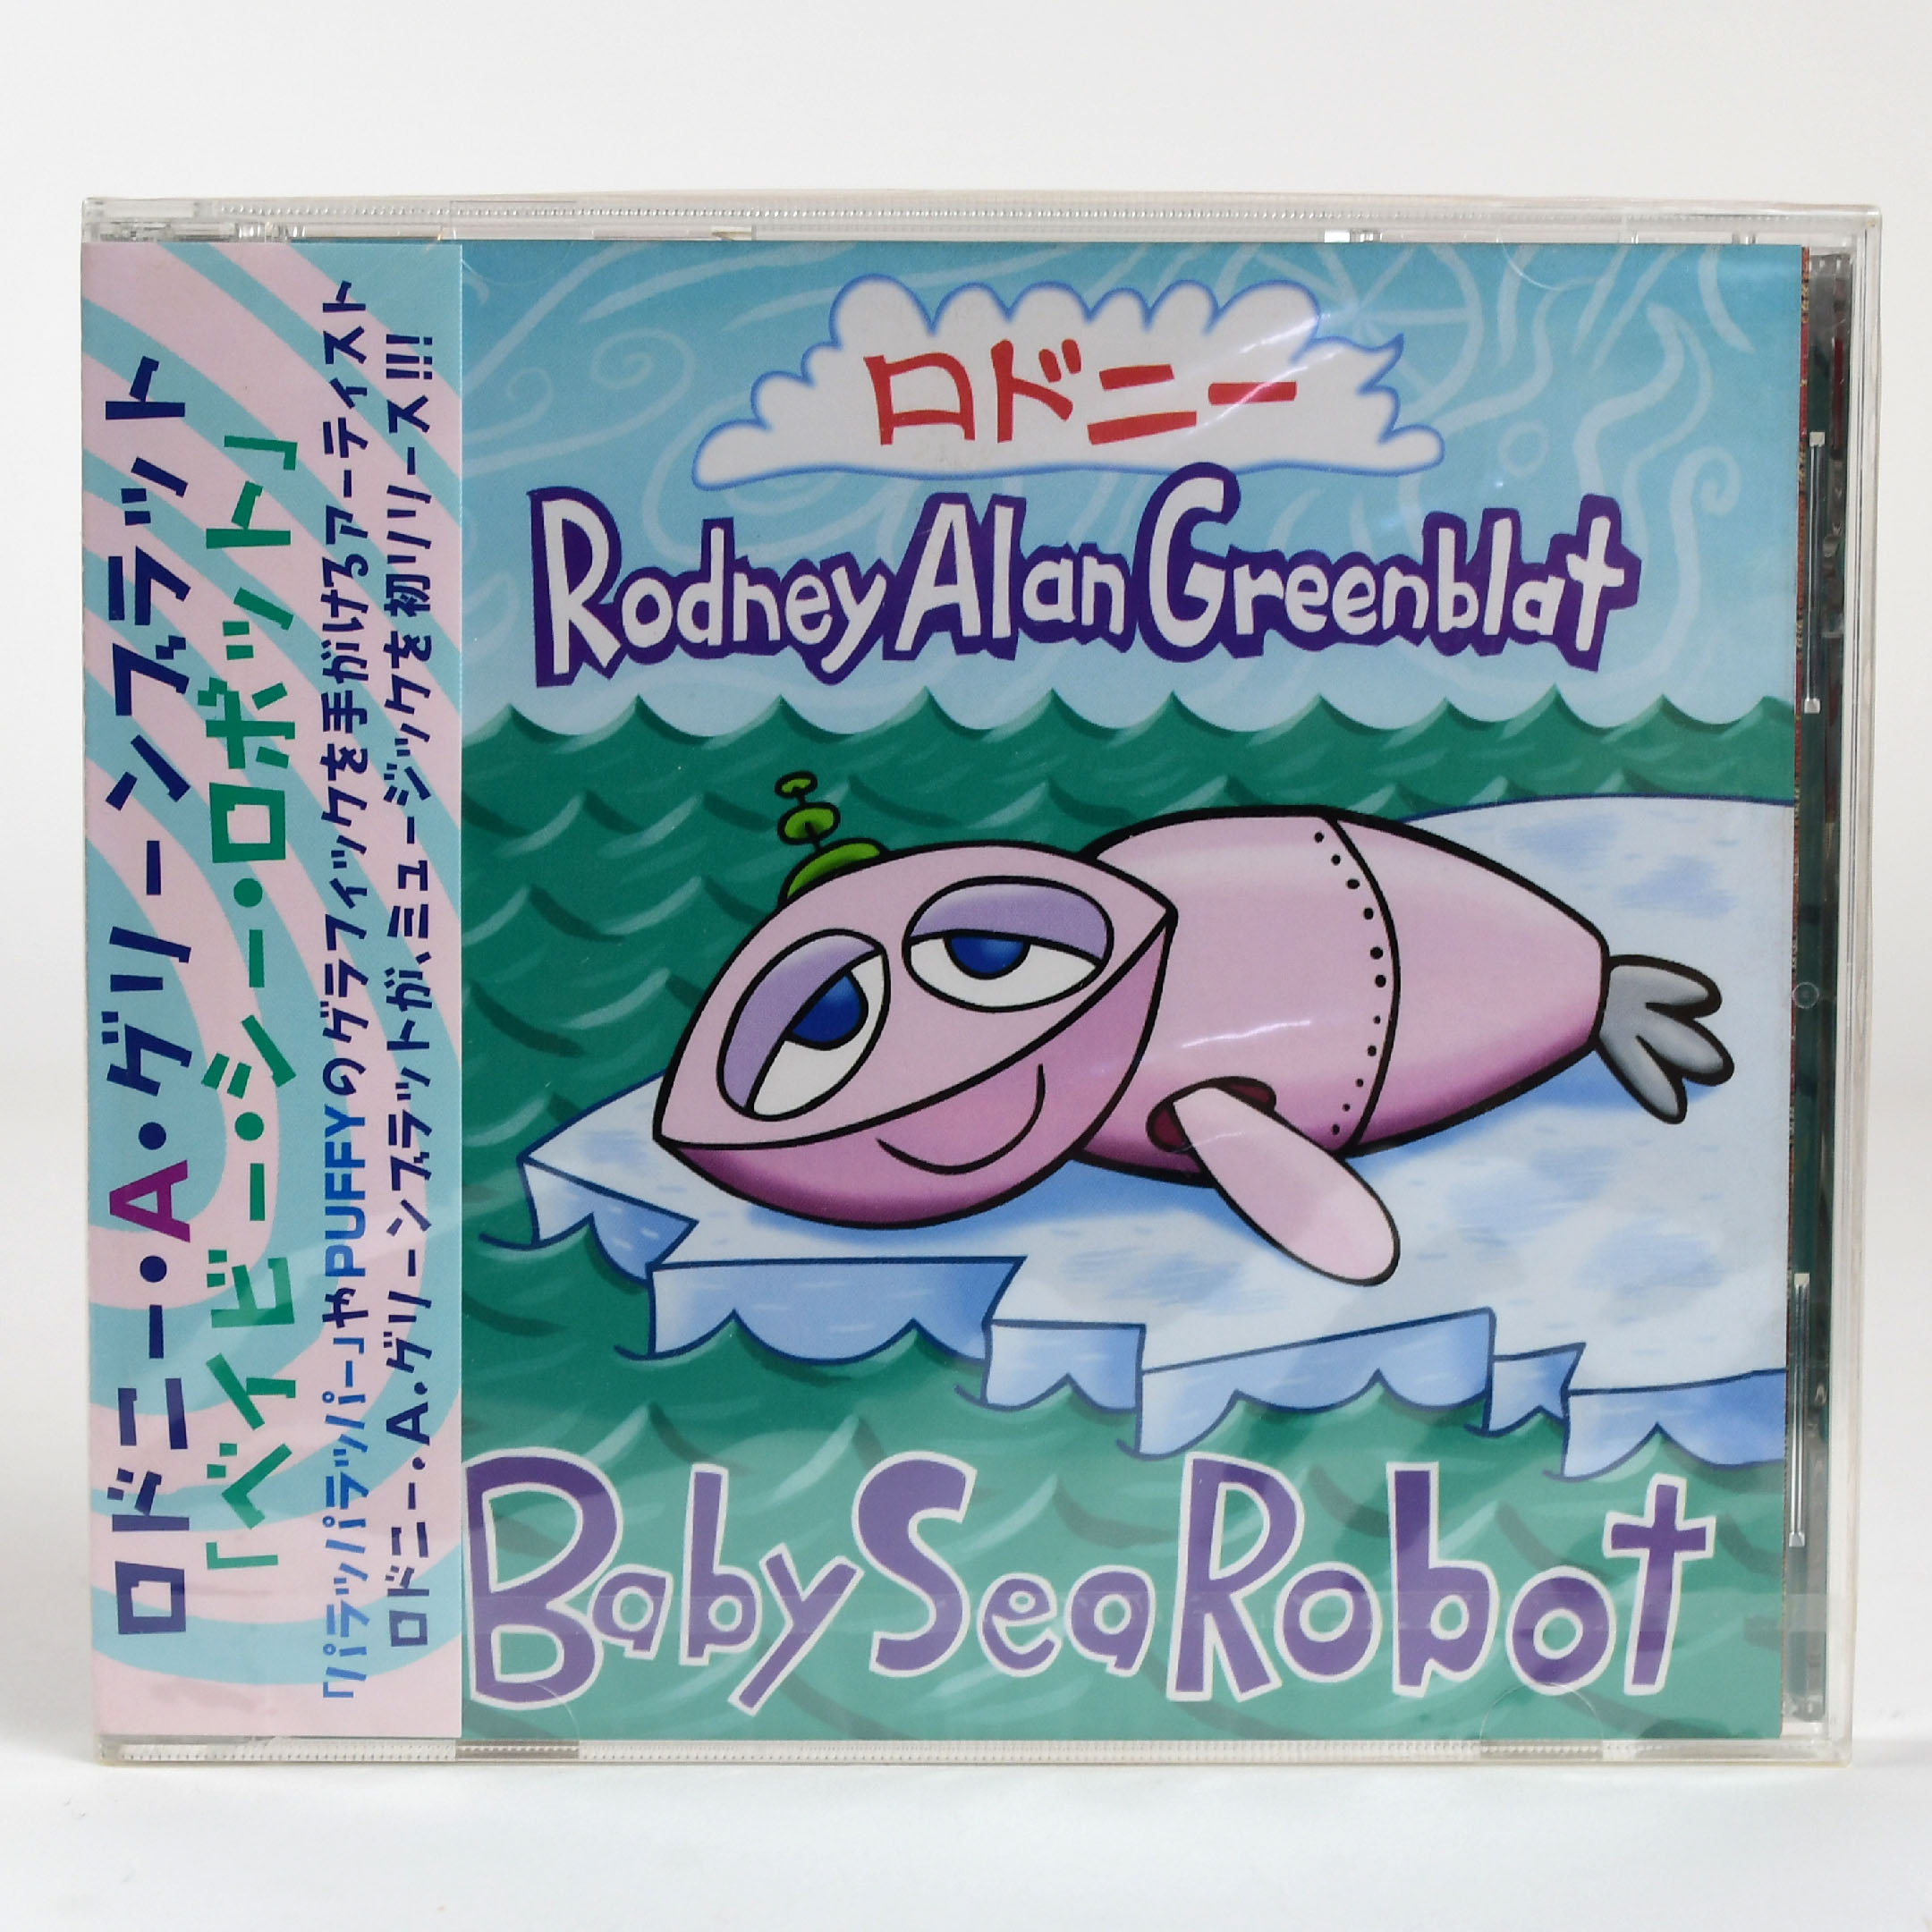 ロドニー・A・グリーンブラット
「ベイビー・シー・ロボット」
「パラッパラッパー」やPUFFYのグラフィックを手がけるアーティスト
ロドニー・A・グリーンブラットが、ミュージックを初リリース!!!
ロドニー
Rodney Alan Greenblat
Baby Sea Robot